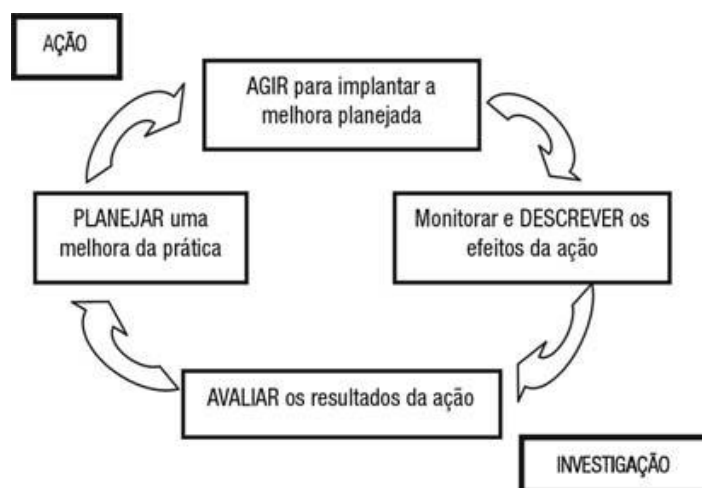 AÇÃO
AGIR para implantar a
melhora planejada
PLANEJAR uma
melhora da prática
Monitorar e DESCREVER os
efeitos da ação
AVALIAR os resultados da ação
INVESTIGAÇÃO